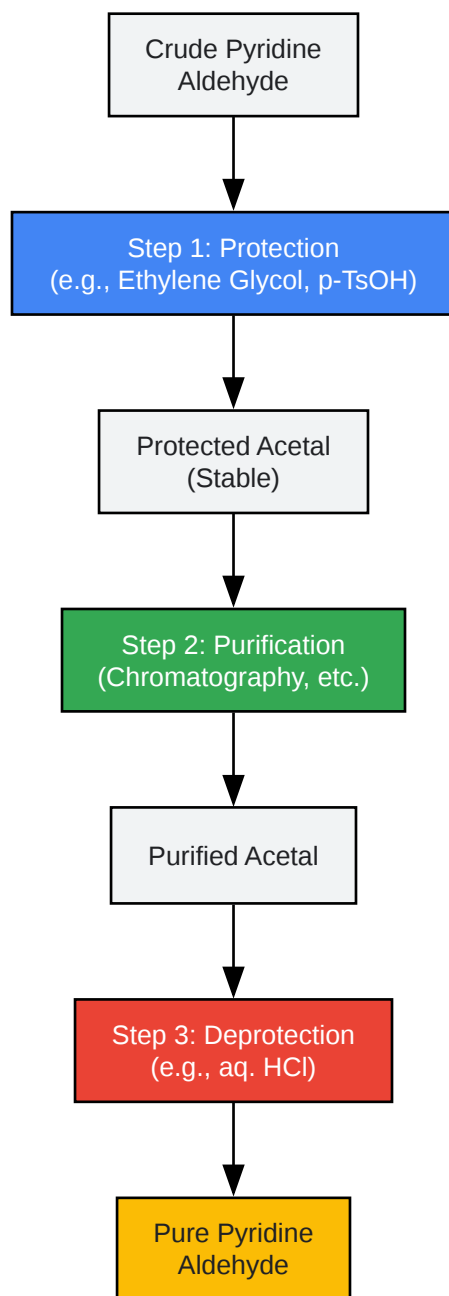 Crude Pyridine
Aldehyde
Step 1: Protection
(e.g., Ethylene Glycol, p-TsOH)
Protected Acetal
(Stable)
Step 2: Purification
(Chromatography, etc.)
Purified Acetal
Step 3: Deprotection
(e.g., aq. HCl)
Pure Pyridine
Aldehyde